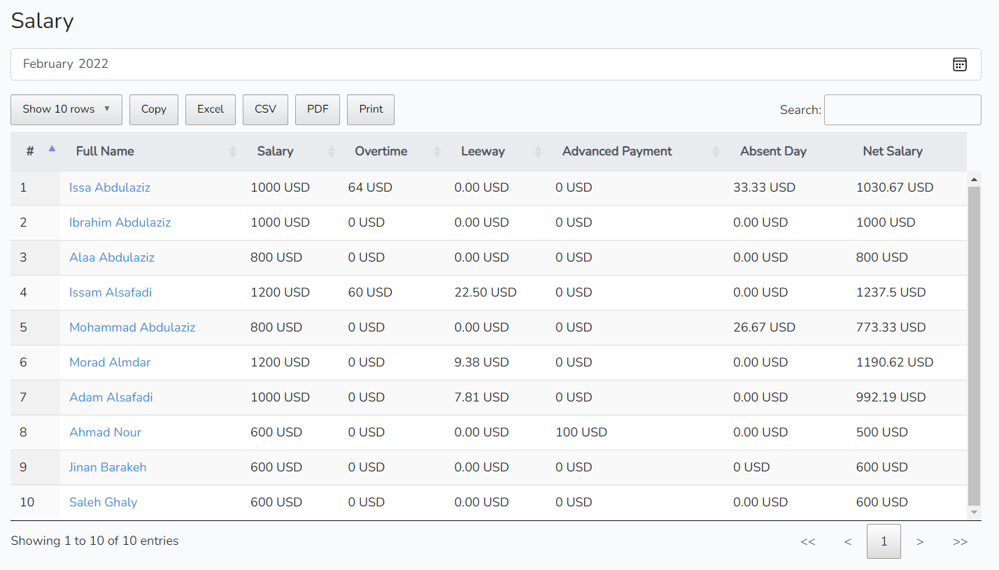 Salary
February 2022
Show 10 rows ▼ Copy Excel CSV PDF Print Search:
# Full Name Salary Overtime Leeway Advanced Payment Absent Day Net Salary
1 Issa Abdulaziz 1000 USD 64 USD 0.00 USD 0 USD 33.33 USD 1030.67 USD
2 Ibrahim Abdulaziz 1000 USD 0 USD 0.00 USD 0 USD 0.00 USD 1000 USD
3 Alaa Abdulaziz 800 USD 0 USD 0.00 USD 0 USD 0.00 USD 800 USD
4 Issam Alsafadi 1200 USD 60 USD 22.50 USD 0 USD 0.00 USD 1237.5 USD
5 Mohammad Abdulaziz 800 USD 0 USD 0.00 USD 0 USD 26.67 USD 773.33 USD
6 Morad Almdar 1200 USD 0 USD 9.38 USD 0 USD 0.00 USD 1190.62 USD
7 Adam Alsafadi 1000 USD 0 USD 7.81 USD 0 USD 0.00 USD 992.19 USD
8 Ahmad Nour 600 USD 0 USD 0.00 USD 100 USD 0.00 USD 500 USD
9 Jinan Barakeh 600 USD 0 USD 0.00 USD 0 USD 0 USD 600 USD
10 Saleh Ghaly 600 USD 0 USD 0.00 USD 0 USD 0.00 USD 600 USD
Showing 1 to 10 of 10 entries << < 1 > >>